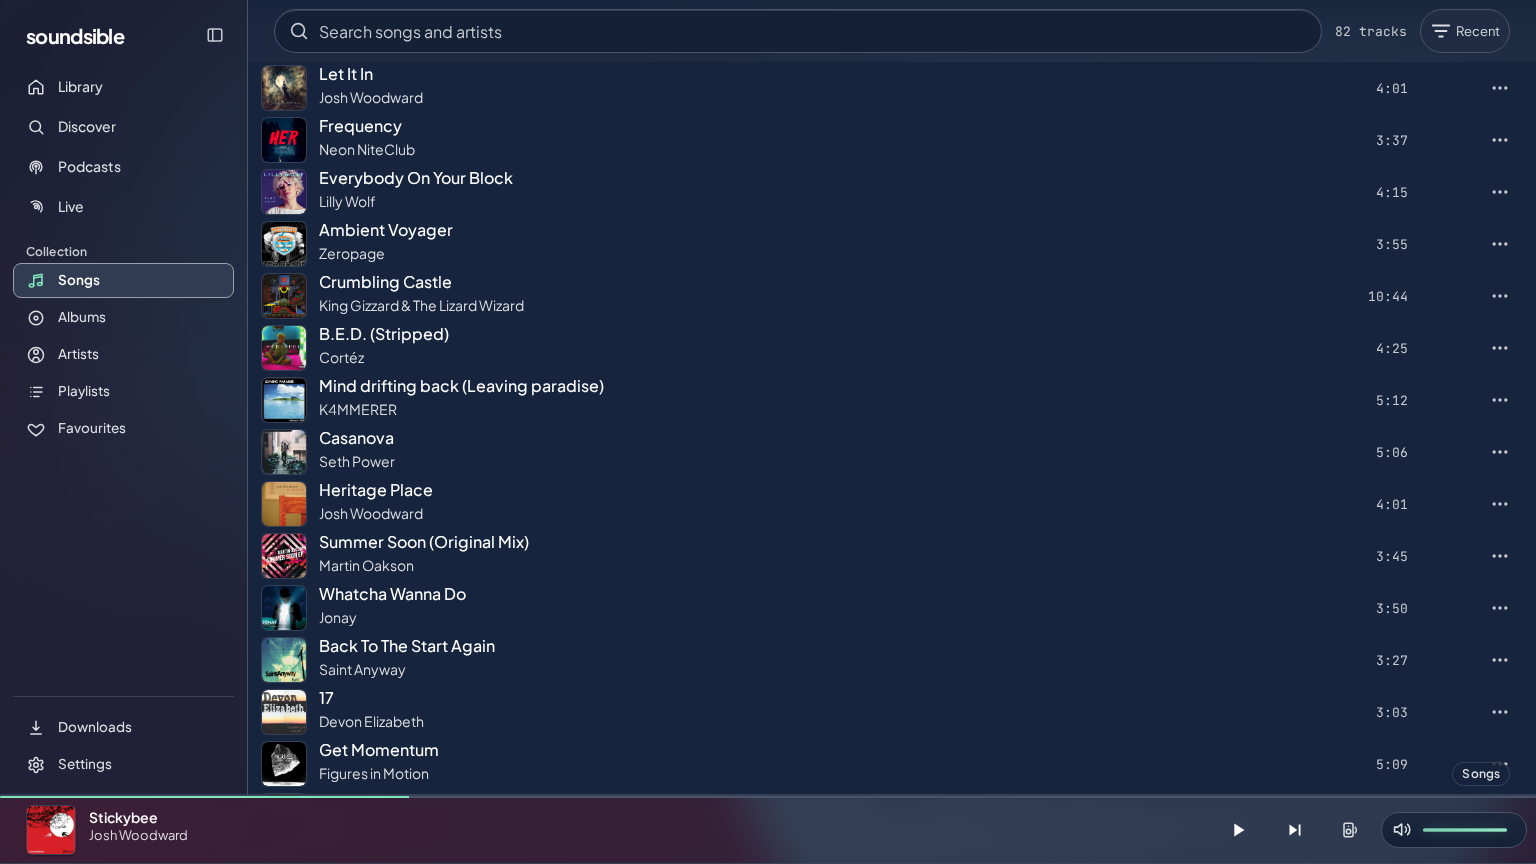 soundsible
Library
Discover
Podcasts
Live
Collection
Songs
Albums
Artists
Playlists
Favourites
Downloads
Settings
Search songs and artists
82 tracks
Recent
Let It In
Josh Woodward
4:01
HER
Frequency
Neon NiteClub
3:37
Everybody On Your Block
Lilly Wolf
4:15
Ambient Voyager
Zeropage
3:55
Crumbling Castle
King Gizzard & The Lizard Wizard
10:44
B.E.D. (Stripped)
Cortéz
4:25
Mind drifting back (Leaving paradise)
K4MMERER
5:12
Casanova
Seth Power
5:06
Heritage Place
Josh Woodward
4:01
Summer Soon (Original Mix)
Martin Oakson
3:45
JONAY
Whatcha Wanna Do
Jonay
3:50
SaintAnyway
Back To The Start Again
Saint Anyway
3:27
Devon
Elizabeth
17
Devon Elizabeth
3:03
Get Momentum
Figures in Motion
5:09
Songs
Stickybee
Josh Woodward